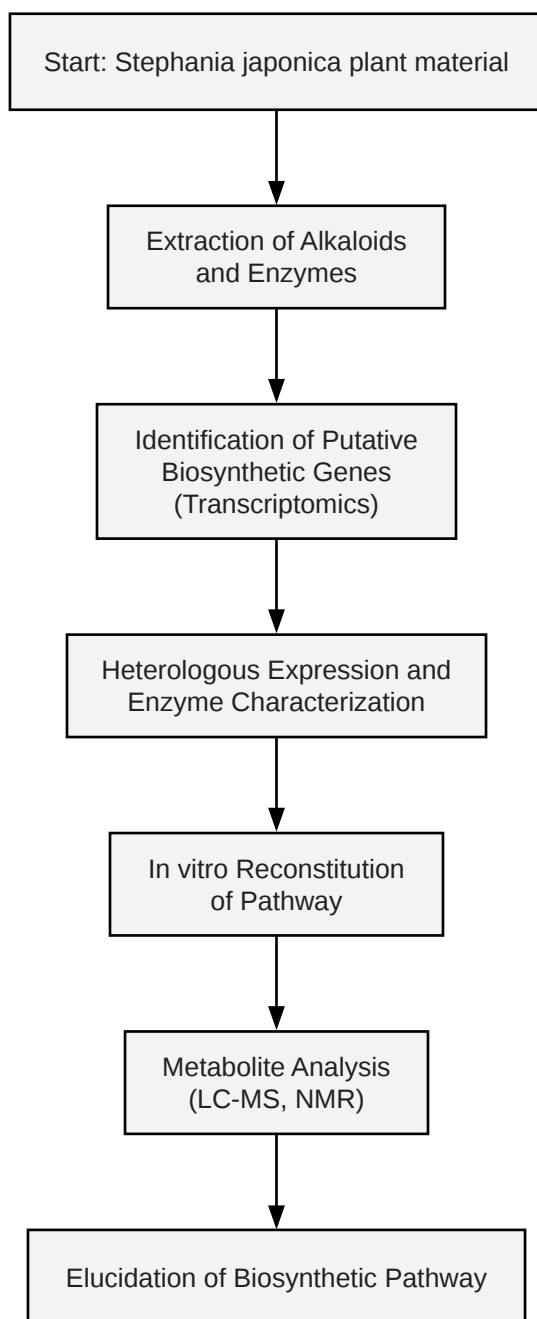 Start: Stephania japonica plant material
Extraction of Alkaloids
and Enzymes
Identification of Putative
Biosynthetic Genes
(Transcriptomics)
Heterologous Expression and
Enzyme Characterization
In vitro Reconstitution
of Pathway
Metabolite Analysis
(LC-MS, NMR)
Elucidation of Biosynthetic Pathway